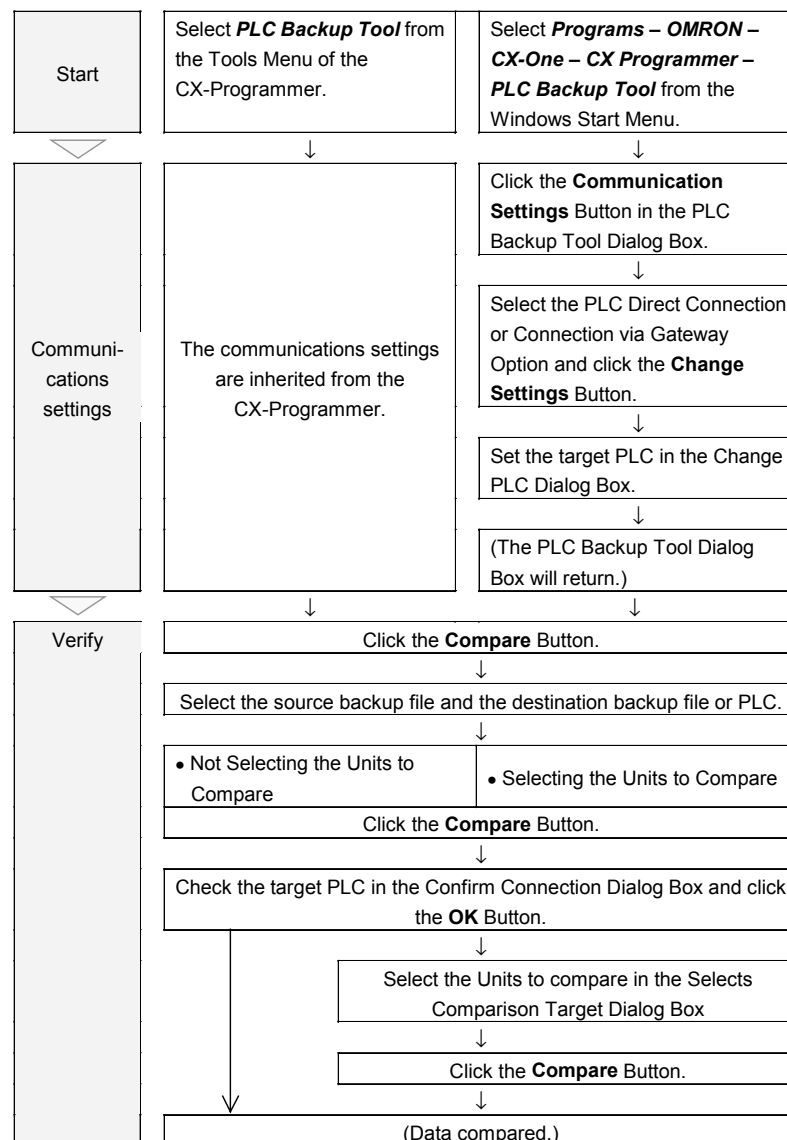 Start
Select PLC Backup Tool from
the Tools Menu of the
CX-Programmer.
Select Programs – OMRON –
CX-One – CX Programmer –
PLC Backup Tool from the
Windows Start Menu.
↓
↓
Communi-
cations
settings
The communications settings
are inherited from the
CX-Programmer.
Click the Communication
Settings Button in the PLC
Backup Tool Dialog Box.
↓
Select the PLC Direct Connection
or Connection via Gateway
Option and click the Change
Settings Button.
↓
Set the target PLC in the Change
PLC Dialog Box.
↓
(The PLC Backup Tool Dialog
Box will return.)
↓
↓
Verify
Click the Compare Button.
↓
Select the source backup file and the destination backup file or PLC.
↓
• Not Selecting the Units to
Compare
• Selecting the Units to Compare
Click the Compare Button.
↓
Check the target PLC in the Confirm Connection Dialog Box and click
the OK Button.
↓
Select the Units to compare in the Selects
Comparison Target Dialog Box
↓
Click the Compare Button.
↓
(Data compared.)